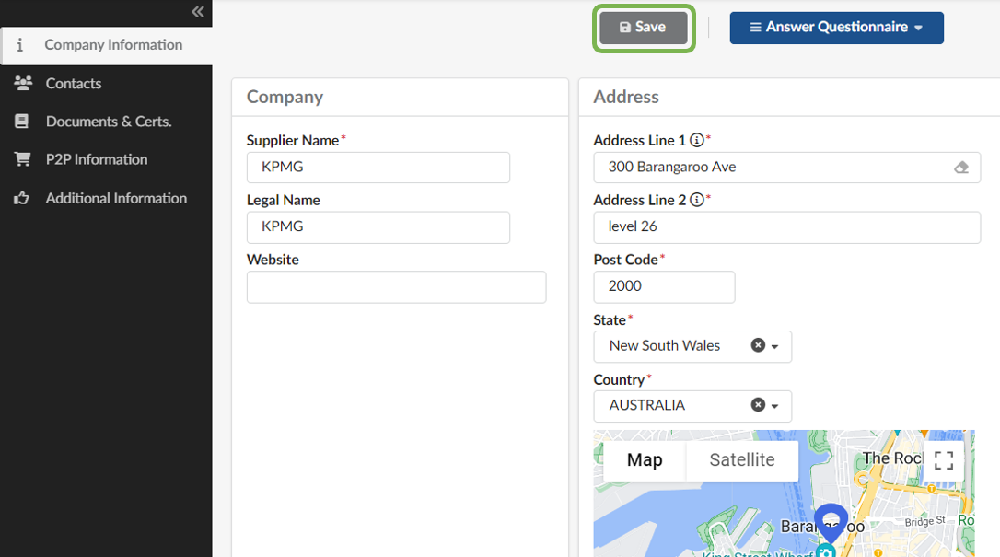 Company Information
Contacts
Documents & Certs.
P2P Information
Additional Information
Save
Answer Questionnaire
Company
Supplier Name*
KPMG
Legal Name
KPMG
Website
Address
Address Line 1 *
300 Barangaroo Ave
Address Line 2 *
level 26
Post Code*
2000
State*
New South Wales
Country*
AUSTRALIA
Map
Satellite
The Roc
Barangaroo
Bridge St
Ro
King Street Wharf